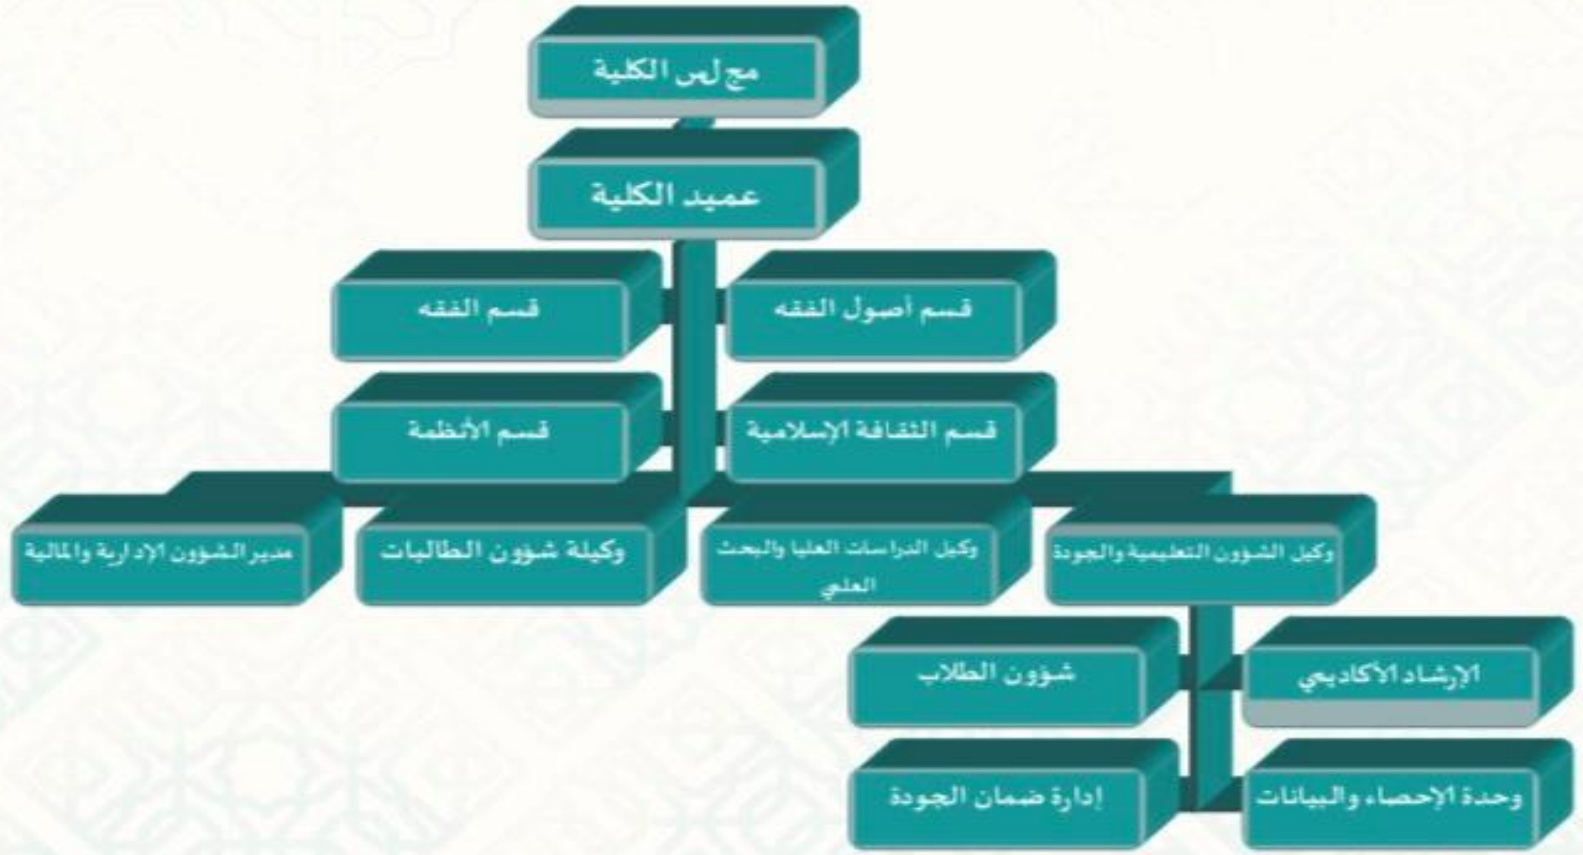 مجلس الكلية
عميد الكلية
قسم أصول الفقه
قسم الفقه
قسم الثقافة الإسلامية
قسم الأنظمة
وكيل الشؤون التعليمية والجودة
وكيل الدراسات العليا والبحث
العلمي
وكيلة شؤون الطالبات
مدير الشؤون الإدارية والمالية
الإرشاد الأكاديمي
شؤون الطلاب
وحدة الإحصاء والبيانات
إدارة ضمان الجودة